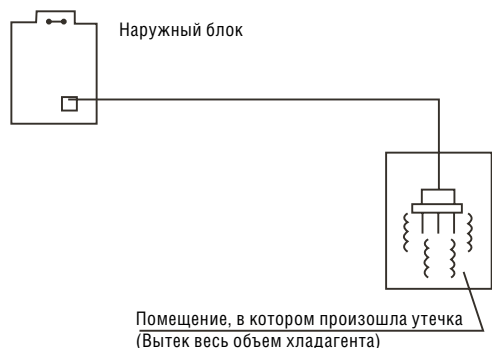 Наружный блок
Помещение, в котором произошла утечка
(Вытек весь объем хладагента)